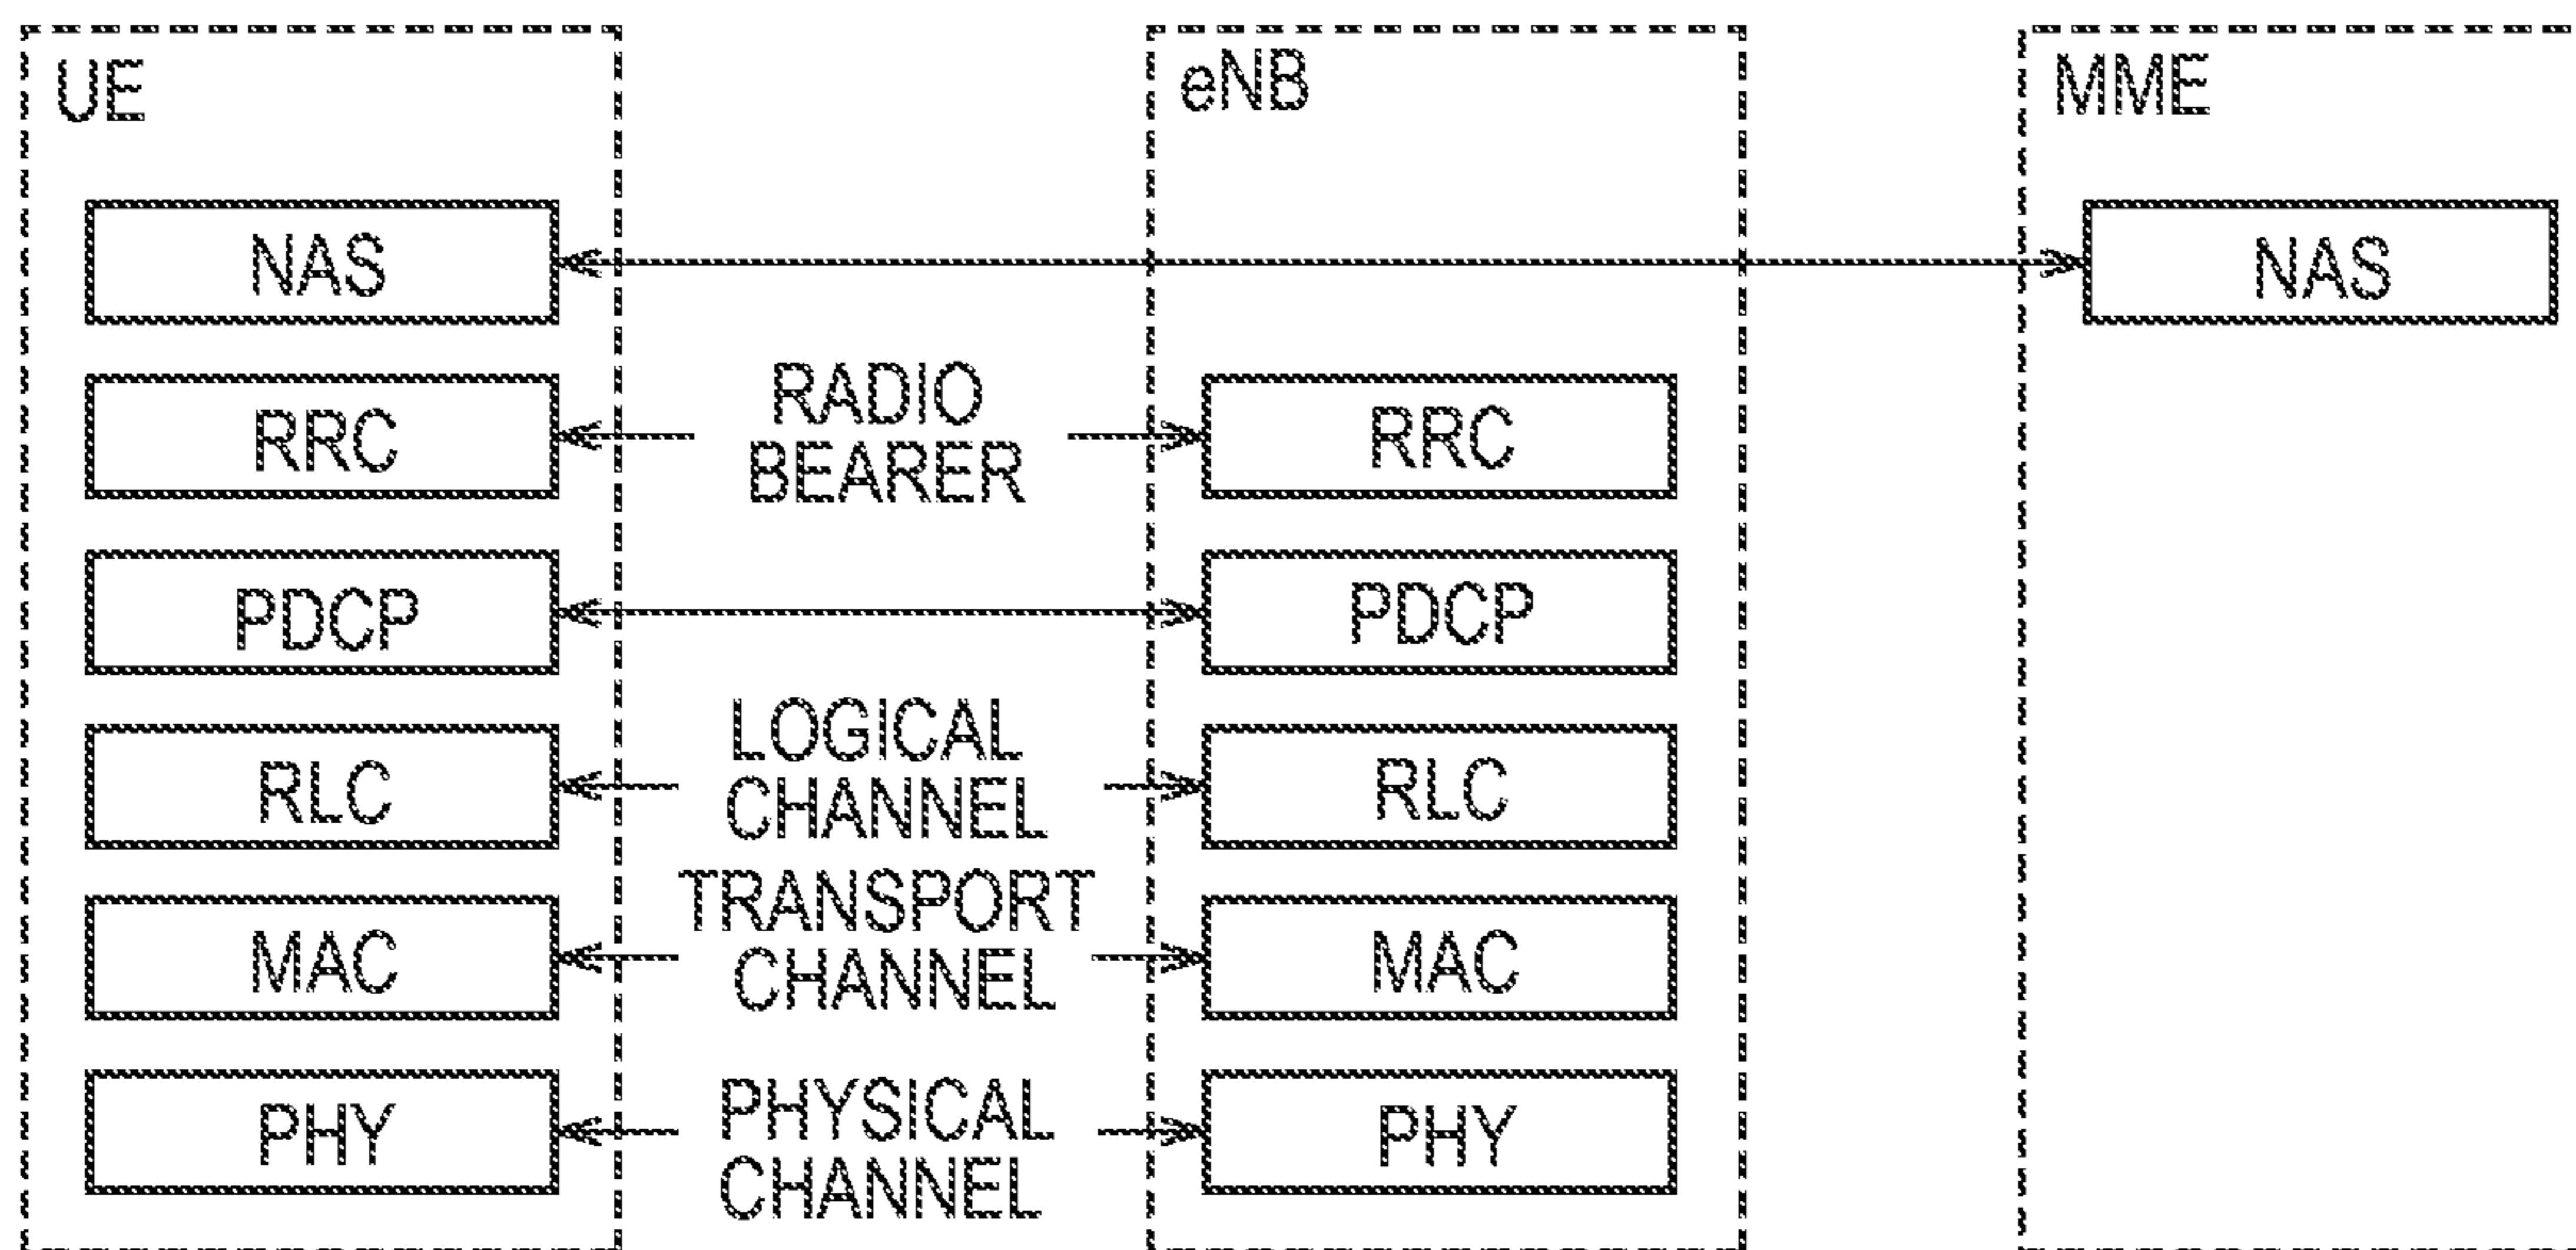 UE
eNB
MME
NAS
NAS
RRC
RADIO
BEARER
RRC
PDCP
PDCP
RLC
LOGICAL
CHANNEL
RLC
MAC
TRANSPORT
CHANNEL
MAC
PHY
PHYSICAL
CHANNEL
PHY